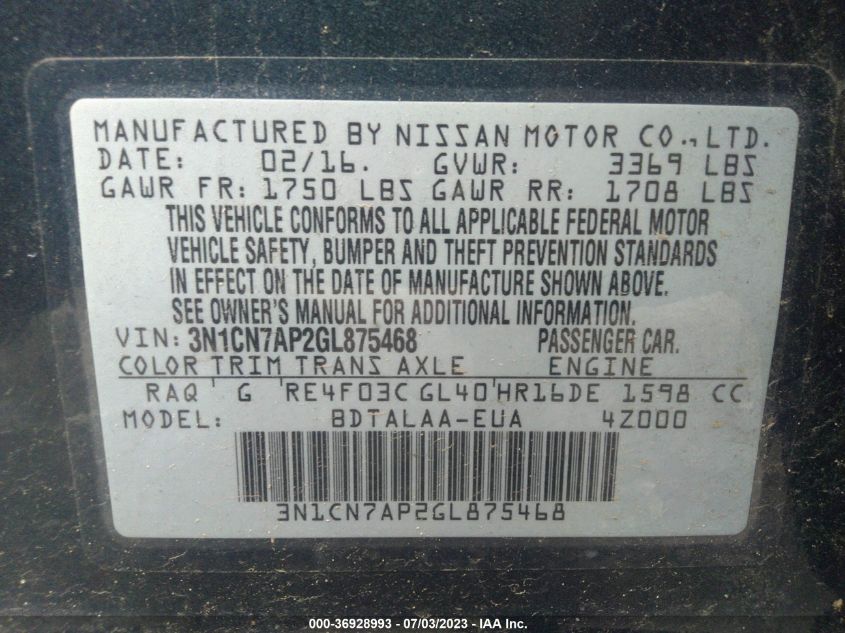 MANUFACTURED BY NISSAN MOTOR CO., LTD.
DATE: 02/16. GVWR: 3369 LBS
GAWR FR: 1750 LBS GAWR RR: 1708 LBS
THIS VEHICLE CONFORMS TO ALL APPLICABLE FEDERAL MOTOR
VEHICLE SAFETY, BUMPER AND THEFT PREVENTION STANDARDS
IN EFFECT ON THE DATE OF MANUFACTURE SHOWN ABOVE.
SEE OWNER'S MANUAL FOR ADDITIONAL INFORMATION.
VIN: 3N1CN7AP2GL875468 PASSENGER CAR.
COLOR TRIM TRANS AXLE ENGINE
RAQ ' G 'RE4F03C GL40'HR16DE 1598 CC
MODEL: BDTALAA-EUA 4Z000
3N1CN7AP2GL875468
000-36928993 - 07/03/2023 - IAA, Inc.